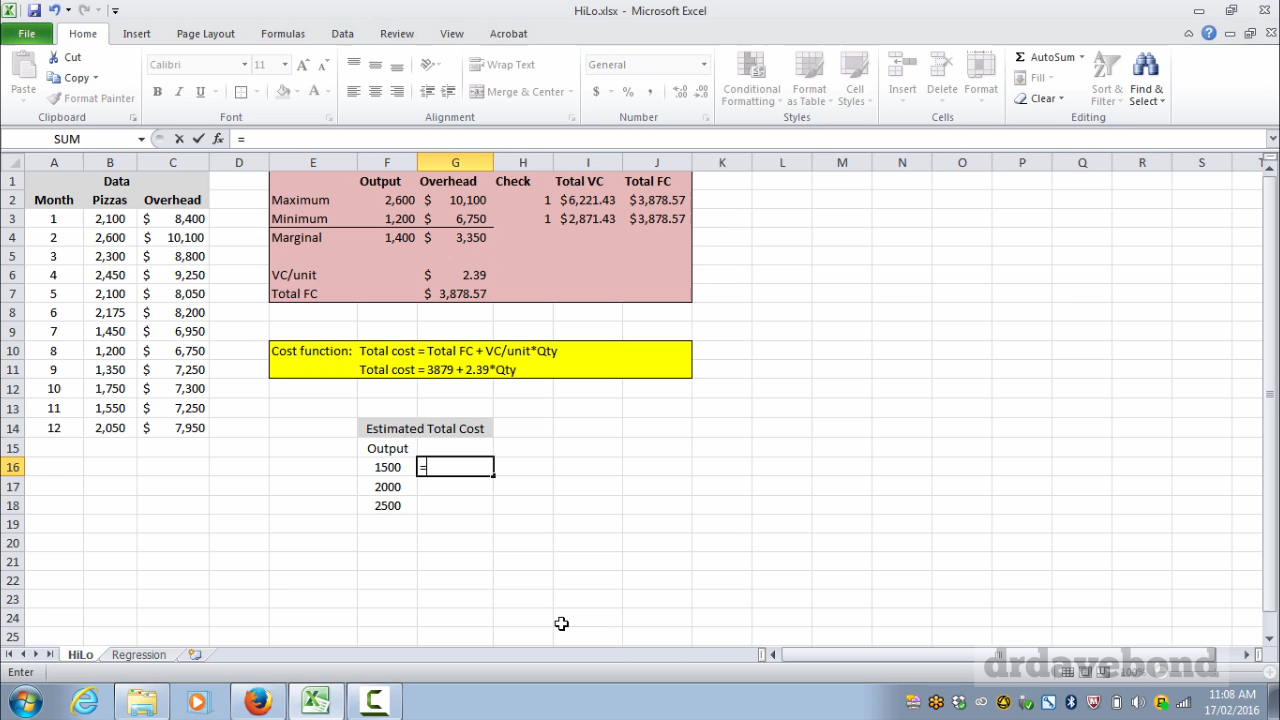 HiLo.xlsx - Microsoft Excel
File Home Insert Page Layout Formulas Data Review View Acrobat
Paste Cut Copy Format Painter Clipboard
Calibri 11 A A B I U A Font
Wrap Text Merge & Center Alignment
General $ % , Number
Conditional Formatting Format as Table Cell Styles Styles
Insert Delete Format Cells
Σ AutoSum Fill Clear Sort & Filter Find & Select Editing
SUM fx =
A B C D E F G H I J K L M N O P Q R S
1 Data Output Overhead Check Total VC Total FC
2 Month Pizzas Overhead Maximum 2,600 $ 10,100 1 $6,221.43 $3,878.57
3 1 2,100 $ 8,400 Minimum 1,200 $ 6,750 1 $2,871.43 $3,878.57
4 2 2,600 $ 10,100 Marginal 1,400 $ 3,350
5 3 2,300 $ 8,800
6 4 2,450 $ 9,250 VC/unit $ 2.39
7 5 2,100 $ 8,050 Total FC $ 3,878.57
8 6 2,175 $ 8,200
9 7 1,450 $ 6,950
10 8 1,200 $ 6,750 Cost function: Total cost = Total FC + VC/unit*Qty
11 9 1,350 $ 7,250 Total cost = 3879 + 2.39*Qty
12 10 1,750 $ 7,300
13 11 1,550 $ 7,250
14 12 2,050 $ 7,950 Estimated Total Cost
15 Output
16 1500 =
17 2000
18 2500
19
20
21
22
23
24
25
HiLo Regression
drdavebond
Enter 100%
11:08 AM
17/02/2016